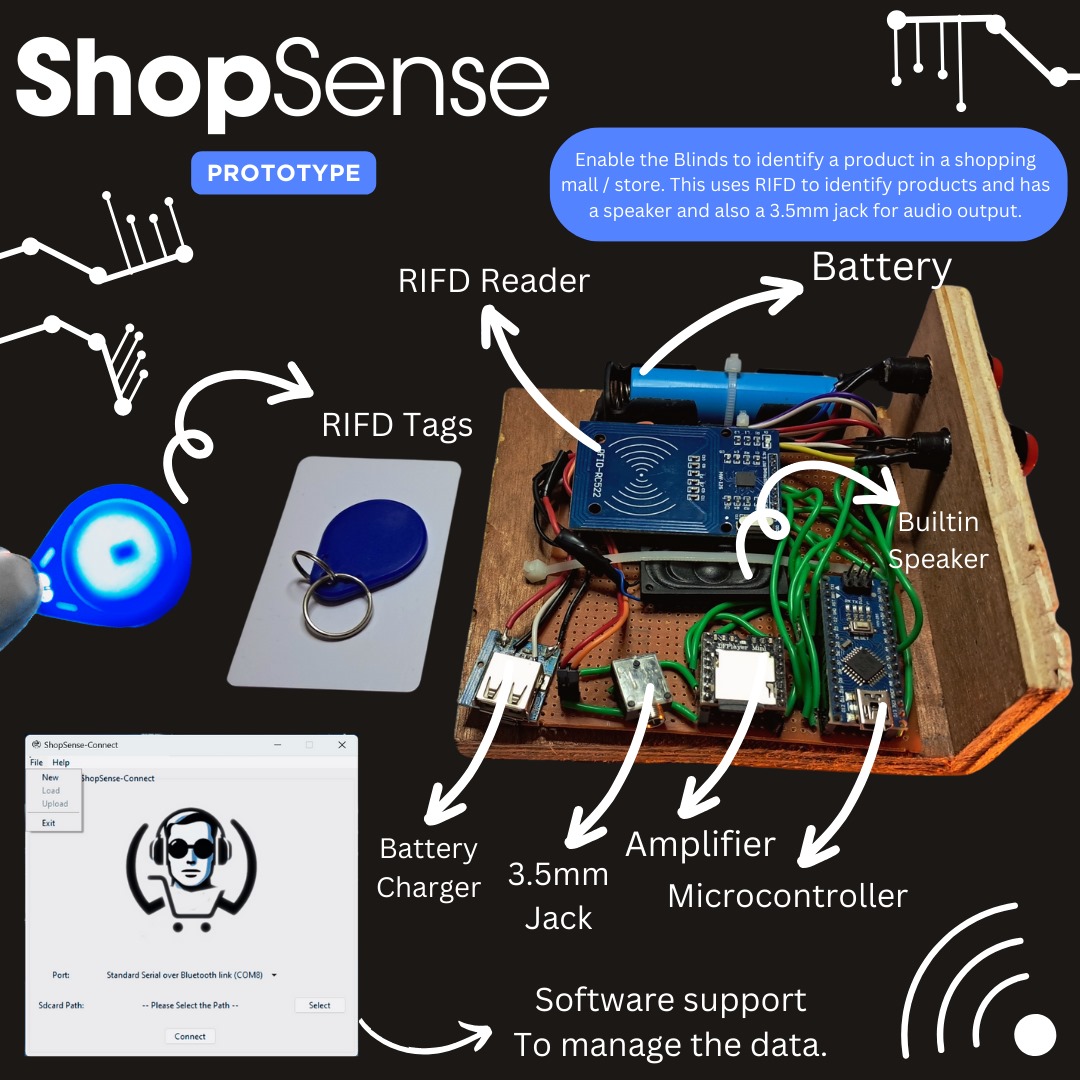 ShopSense
PROTOTYPE
Enable the Blinds to identify a product in a shopping
mall / store. This uses RIFD to identify products and has
a speaker and also a 3.5mm jack for audio output.
RIFD Reader
Battery
RIFD Tags
RFID-RC522
Builtin
Speaker
DFPlayer Mini
RESET
ShopSense-Connect
File Help
New
ShopSense-Connect
Load
Upload
Exit
Port: Standard Serial over Bluetooth link (COM8)
Sdcard Path: -- Please Select the Path -- Select
Connect
Battery
Charger
3.5mm
Jack
Amplifier
Microcontroller
Software support
To manage the data.